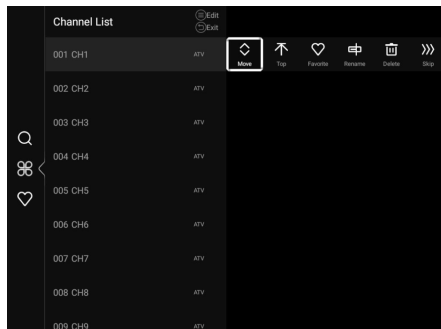 Channel List
Edit
Exit
001 CH1 ATV
Move Top Favorite Rename Delete Skip
002 CH2 ATV
003 CH3 ATV
004 CH4 ATV
005 CH5 ATV
006 CH6 ATV
007 CH7 ATV
008 CH8 ATV
009 CH9 ATV